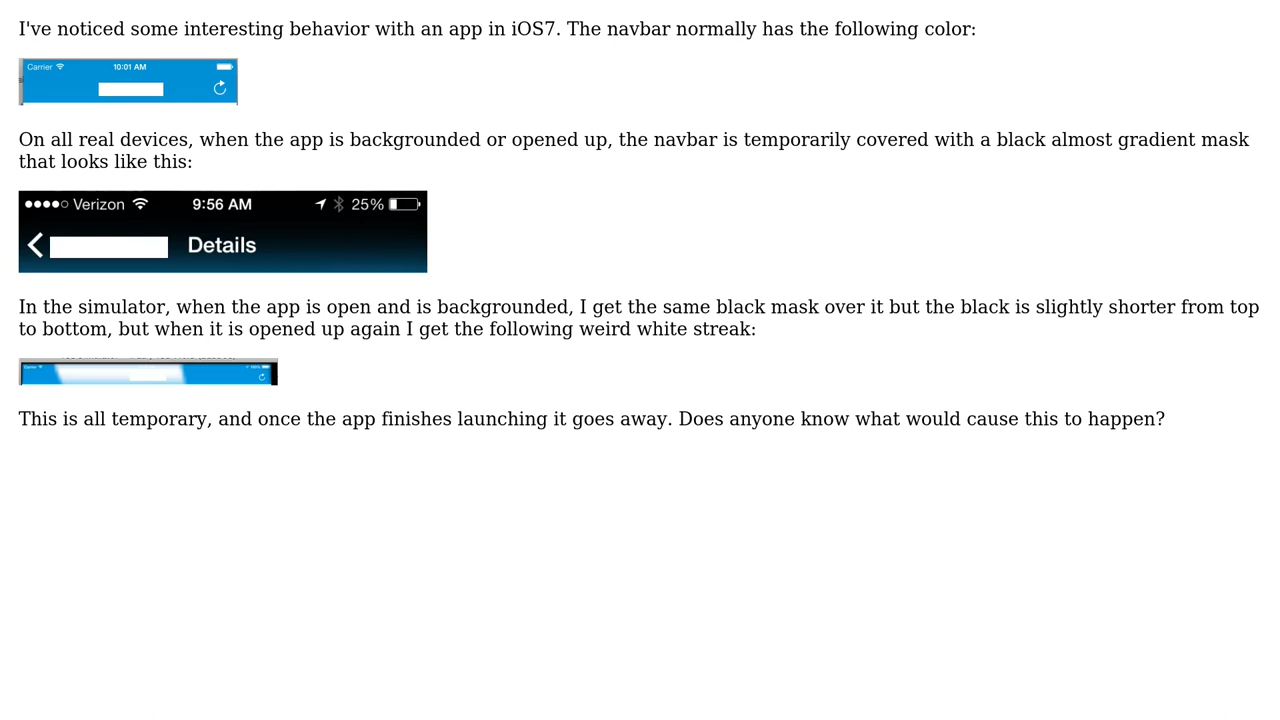 I've noticed some interesting behavior with an app in iOS7. The navbar normally has the following color:
Carrier 10:01 AM
On all real devices, when the app is backgrounded or opened up, the navbar is temporarily covered with a black almost gradient mask
that looks like this:
Verizon 9:56 AM 25%
Details
In the simulator, when the app is open and is backgrounded, I get the same black mask over it but the black is slightly shorter from top
to bottom, but when it is opened up again I get the following weird white streak:
This is all temporary, and once the app finishes launching it goes away. Does anyone know what would cause this to happen?